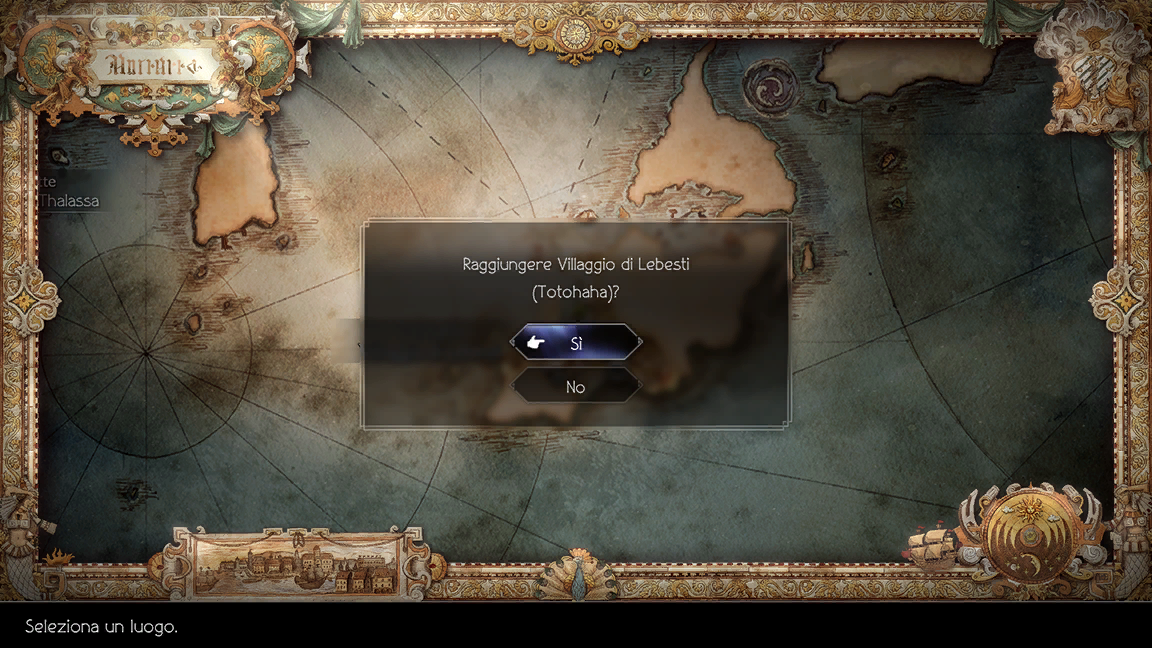 Thalassa
Raggiungere Villaggio di Lebesti
(Totohaha)?
Sì
No
Seleziona un luogo.